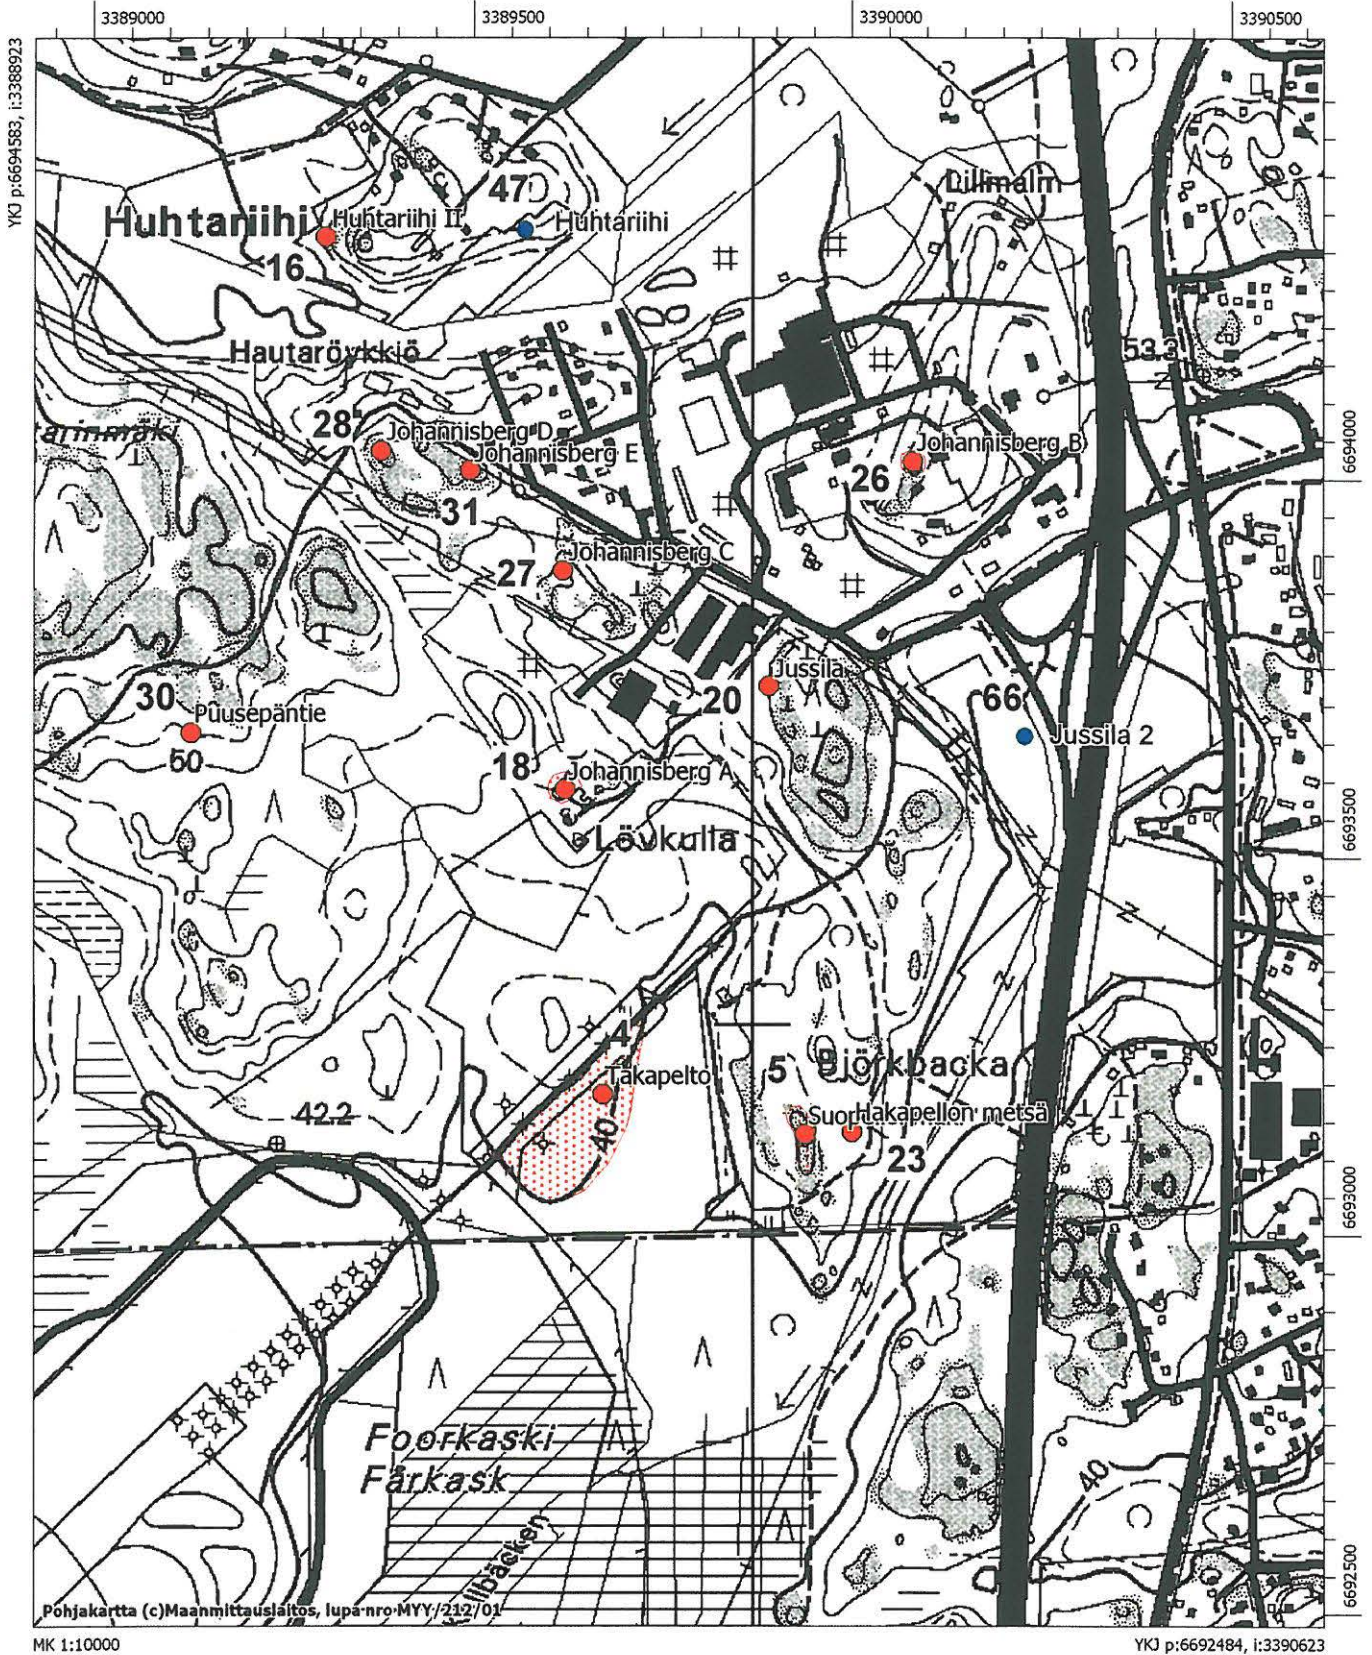 3389000
3389500
3390000
3390500
YKJ p:6694583, i:3388923
Lillmalm
47
Huhtariihi
Huhtariihi II
Huhtariihi
16
Hautaröykkiö
53.3
28
Johannisberg D
Johannisberg E
Johannisberg B
arinmäki
26
31
6694000
Johannisberg C
27
Jussila
30
20
66
Puusepäntie
Jussila 2
50
18
Johannisberg A
Lövkulla
6693500
4
Takapelto
5
Björkbacka
42.2
40
Suor
Hakapellon metsä
23
6693000
Foorkaski
Fårkask
40
6692500
Pohjakartta (c)Maanmittauslaitos, lupa nro MYY/212/01
MK 1:10000
YKJ p:6692484, i:3390623